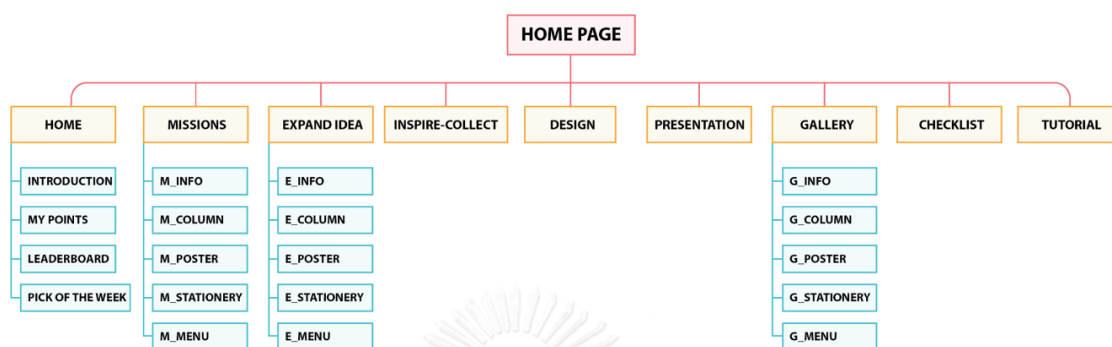 HOME PAGE
HOME
MISSIONS
EXPAND IDEA
INSPIRE-COLLECT
DESIGN
PRESENTATION
GALLERY
CHECKLIST
TUTORIAL
INTRODUCTION
MY POINTS
LEADERBOARD
PICK OF THE WEEK
M_INFO
M_COLUMN
M_POSTER
M_STATIONERY
M_MENU
E_INFO
E_COLUMN
E_POSTER
E_STATIONERY
E_MENU
G_INFO
G_COLUMN
G_POSTER
G_STATIONERY
G_MENU